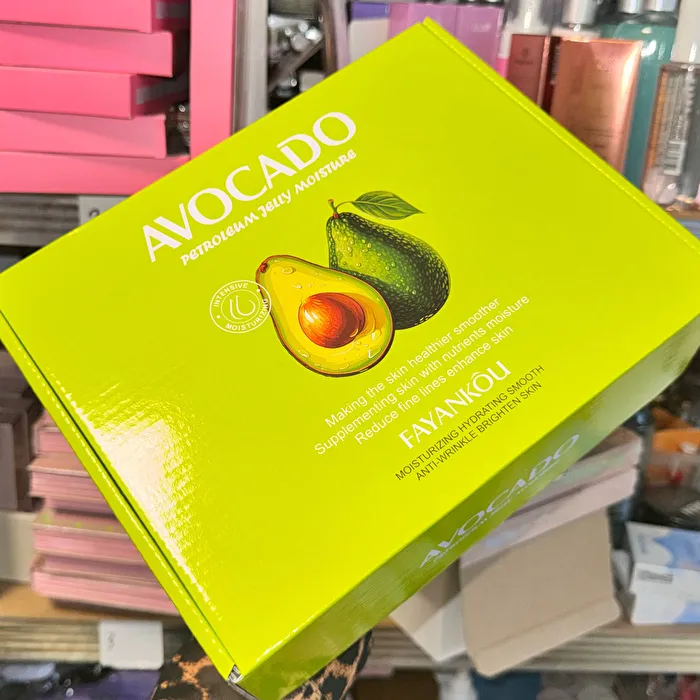 AVOCADO
PETROLEUM JELLY MOISTURE
INTENSIVE
MOISTURIZING
Making the skin healthier smoother
Supplementing skin with nutrients moisture
Reduce fine lines enhance skin
FAYANKÔU
MOISTURIZING HYDRATING SMOOTH
ANTI-WRINKLE BRIGHTEN SKIN
AVOCADO